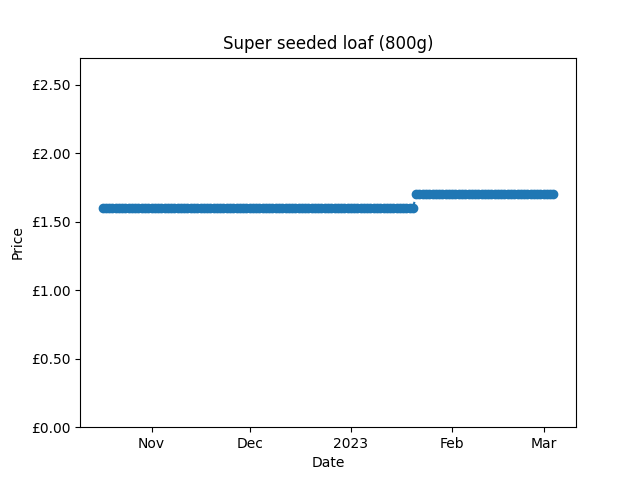 Super seeded loaf (800g)
£2.50
£2.00
£1.50
£1.00
£0.50
£0.00
Price
Nov Dec 2023 Feb Mar
Date